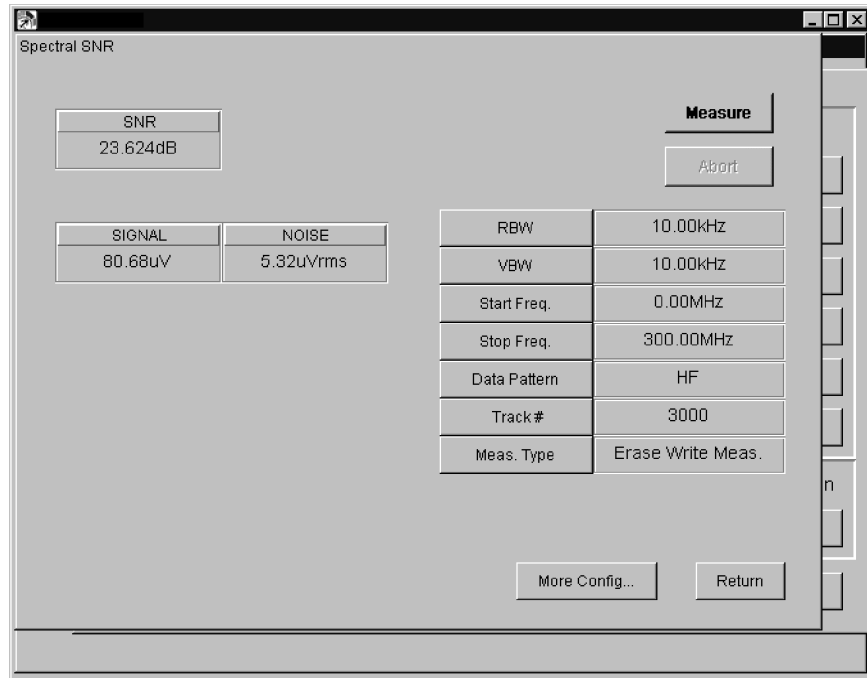 Spectral SNR
SNR
23.624dB
Measure
Abort
SIGNAL NOISE
80.68uV 5.32uVrms
RBW 10.00kHz
VBW 10.00kHz
Start Freq. 0.00MHz
Stop Freq. 300.00MHz
Data Pattern HF
Track # 3000
Meas. Type Erase Write Meas.
n
More Config... Return